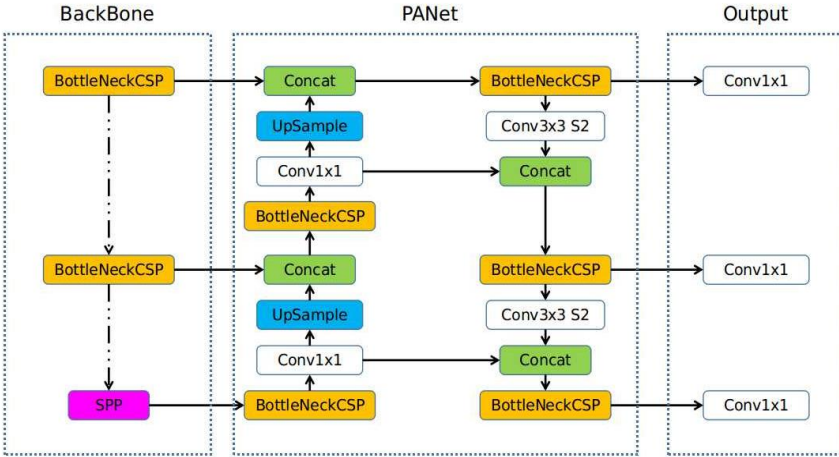 BackBone
PANet
Output
BottleNeckCSP
Concat
BottleNeckCSP
Conv1x1
UpSample
Conv3x3 S2
Conv1x1
Concat
BottleNeckCSP
BottleNeckCSP
Concat
BottleNeckCSP
Conv1x1
UpSample
Conv3x3 S2
Conv1x1
Concat
SPP
BottleNeckCSP
BottleNeckCSP
Conv1x1